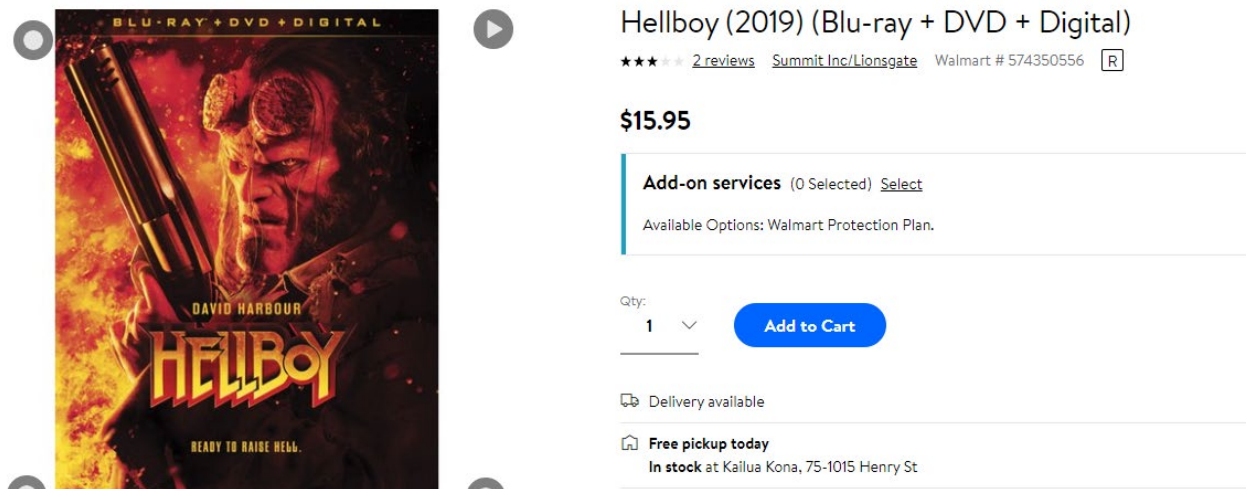 BLU-RAY + DVD + DIGITAL
DAVID HARBOUR
HELLBOY
READY TO RAISE HELL.
Hellboy (2019) (Blu-ray + DVD + Digital)
2 reviews Summit Inc/Lionsgate Walmart # 574350556 R
$15.95
Add-on services (0 Selected) Select
Available Options: Walmart Protection Plan.
Qty:
1 Add to Cart
Delivery available
Free pickup today
In stock at Kailua Kona, 75-1015 Henry St